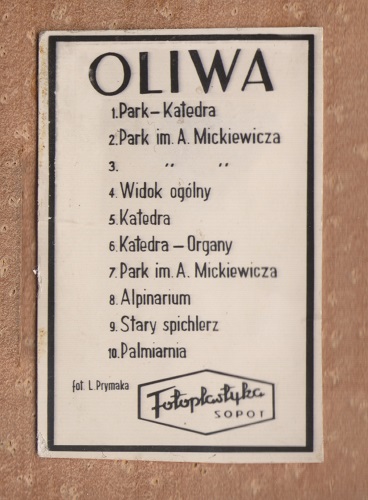 OLIWA
1. Park – Katedra
2. Park im. A. Mickiewicza
3. " "
4. Widok ogólny
5. Katedra
6. Katedra – Organy
7. Park im. A. Mickiewicza
8. Alpinarium
9. Stary spichlerz
10. Palmiarnia
fot. L. Prymaka
Fotoplastyka
SOPOT